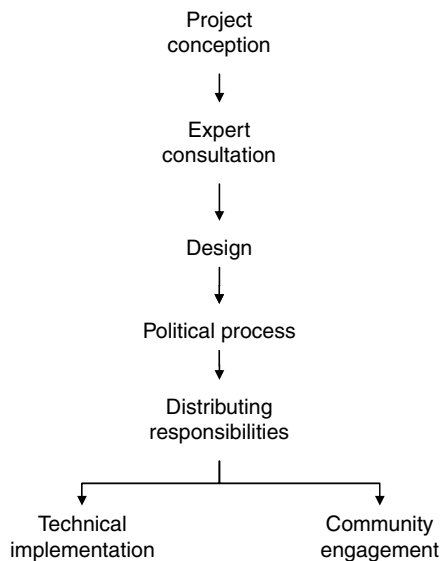 Project
conception
Expert
consultation
Design
Political process
Distributing
responsibilities
Technical
implementation
Community
engagement